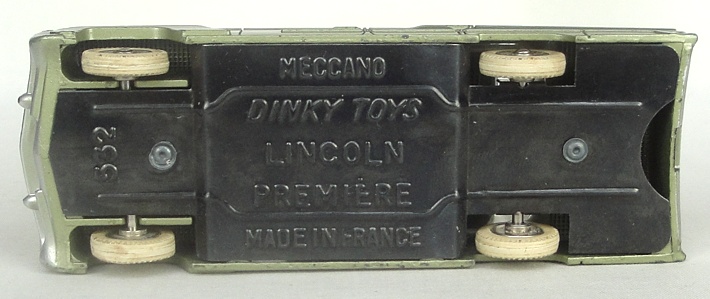 MECCANO
DINKY TOYS
LINCOLN
PREMIÈRE
MADE IN FRANCE
532